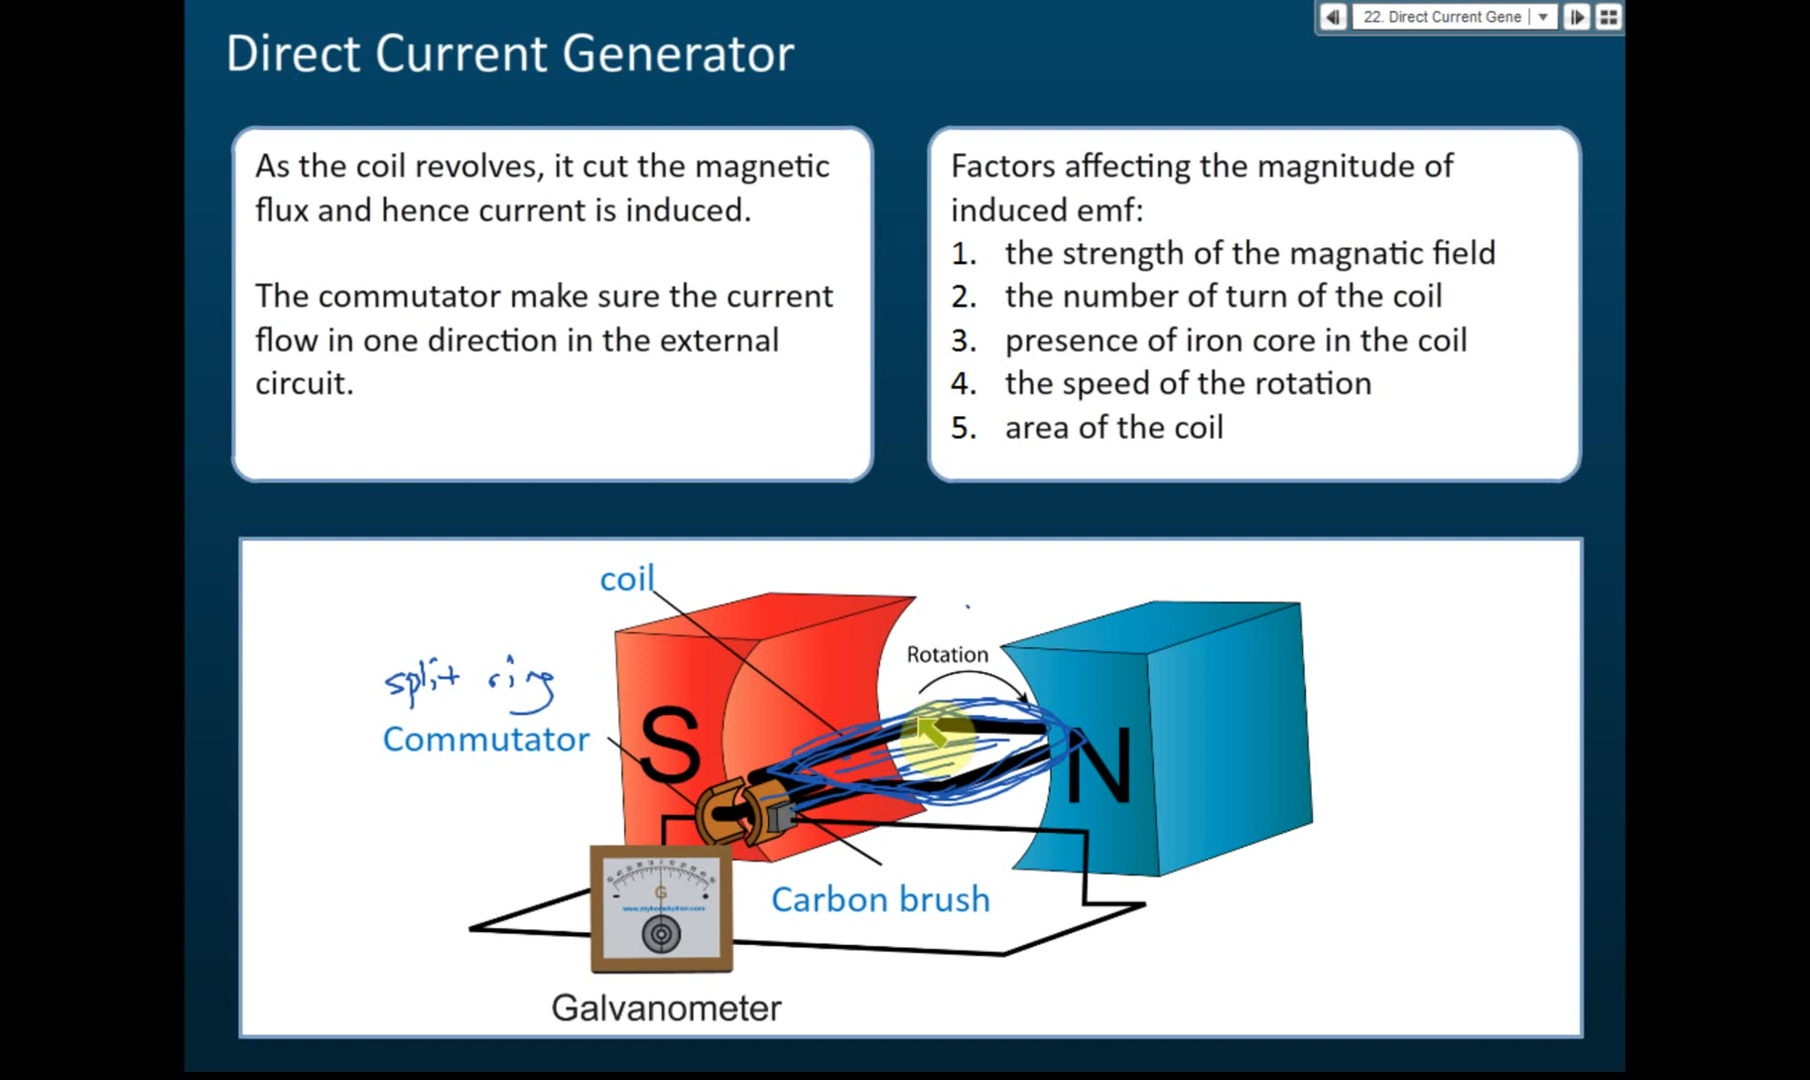 22. Direct Current Gene
Direct Current Generator
As the coil revolves, it cut the magnetic
flux and hence current is induced.
The commutator make sure the current
flow in one direction in the external
circuit.
Factors affecting the magnitude of
induced emf:
1. the strength of the magnatic field
2. the number of turn of the coil
3. presence of iron core in the coil
4. the speed of the rotation
5. area of the coil
coil
Rotation
split ring
Commutator
S
N
G
Carbon brush
Galvanometer